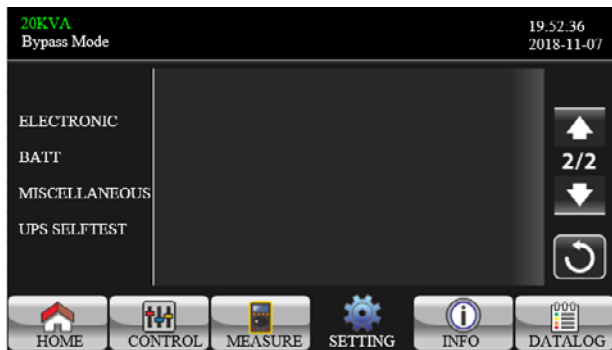 20KVA
Bypass Mode
19.52.36
2018-11-07
ELECTRONIC
BATT
MISCELLANEOUS
UPS SELFTEST
2/2
HOME
CONTROL
MEASURE
SETTING
INFO
DATALOG